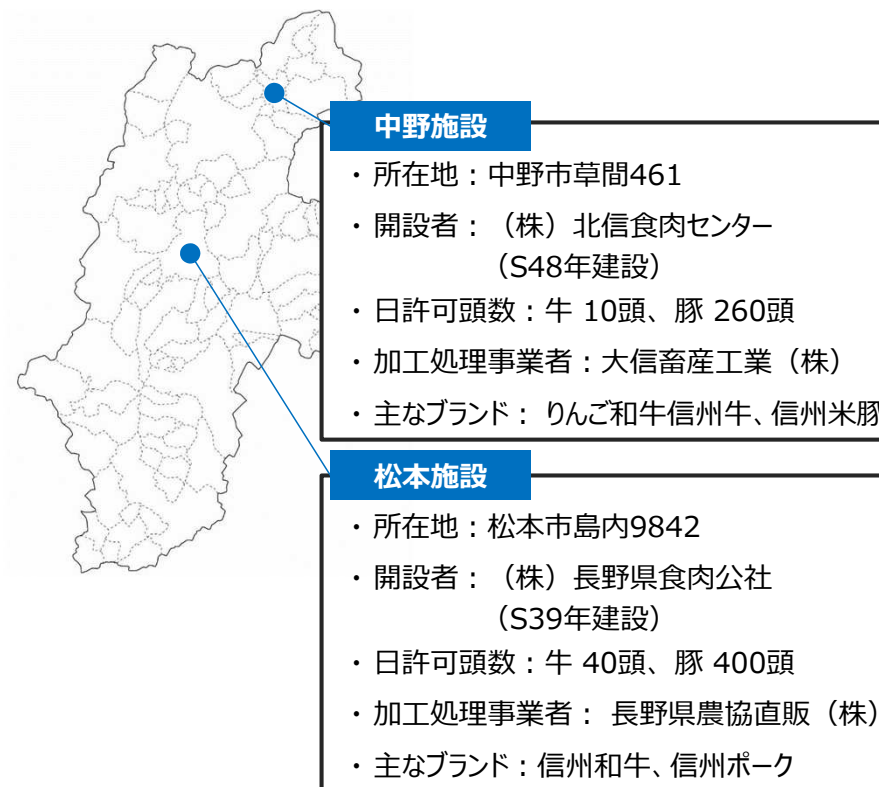 中野施設
・所在地：中野市草間461
・開設者：（株）北信食肉センター
（S48年建設）
・日許可頭数：牛 10頭、豚 260頭
・加工処理事業者：大信畜産工業（株）
・主なブランド： りんご和牛信州牛、信州米豚
松本施設
・所在地：松本市島内9842
・開設者：（株）長野県食肉公社
（S39年建設）
・日許可頭数：牛 40頭、豚 400頭
・加工処理事業者： 長野県農協直販（株）
・主なブランド：信州和牛、信州ポーク